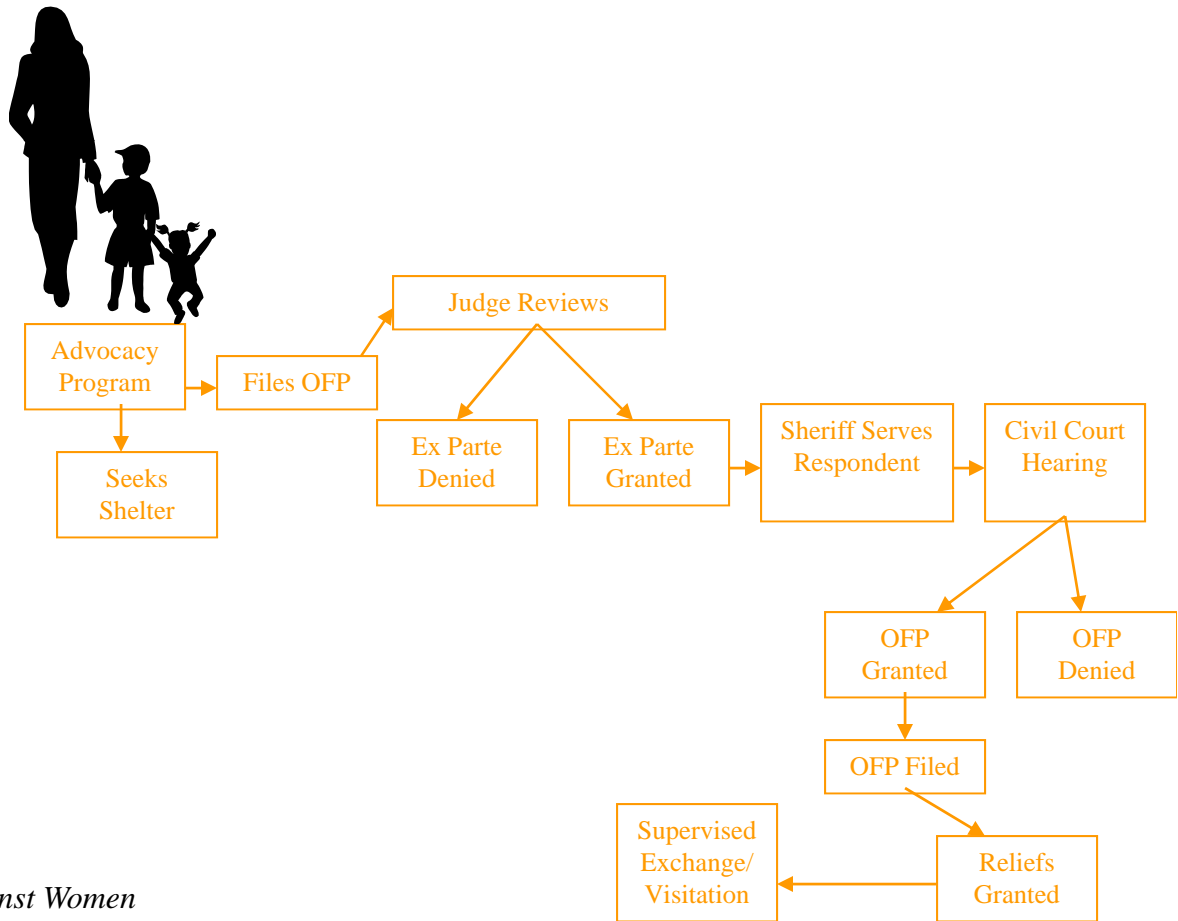 Judge Reviews
Advocacy
Program
Files OFP
Seeks
Shelter
Ex Parte
Denied
Ex Parte
Granted
Sheriff Serves
Respondent
Civil Court
Hearing
OFP
Granted
OFP
Denied
OFP Filed
Supervised
Exchange/
Visitation
Reliefs
Granted
nst Women